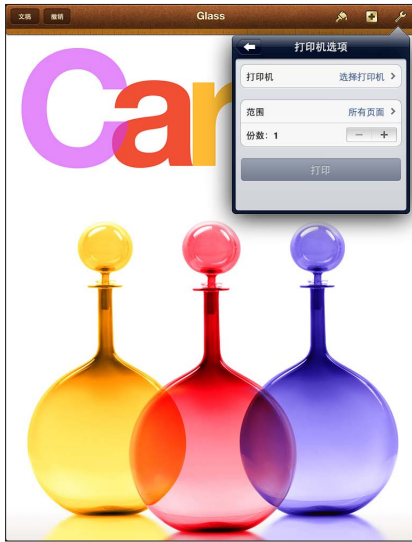 文稿 撤销 Glass
打印机选项
打印机 选择打印机
范围 所有页面
份数: 1
打印
Car